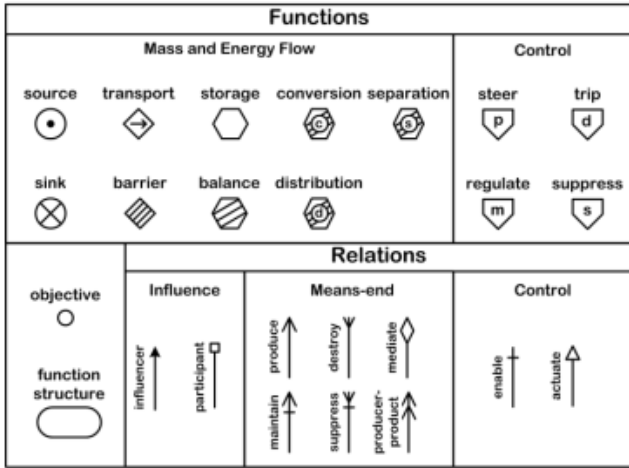 Functions
Mass and Energy Flow
Control
source transport storage conversion separation
c
s
steer trip
p
d
sink barrier balance distribution
d
regulate suppress
m
s
Relations
objective
function
structure
Influence
influencer
participant
Means-end
produce
destroy
mediate
maintain
suppress
producer-
product
Control
enable
actuate